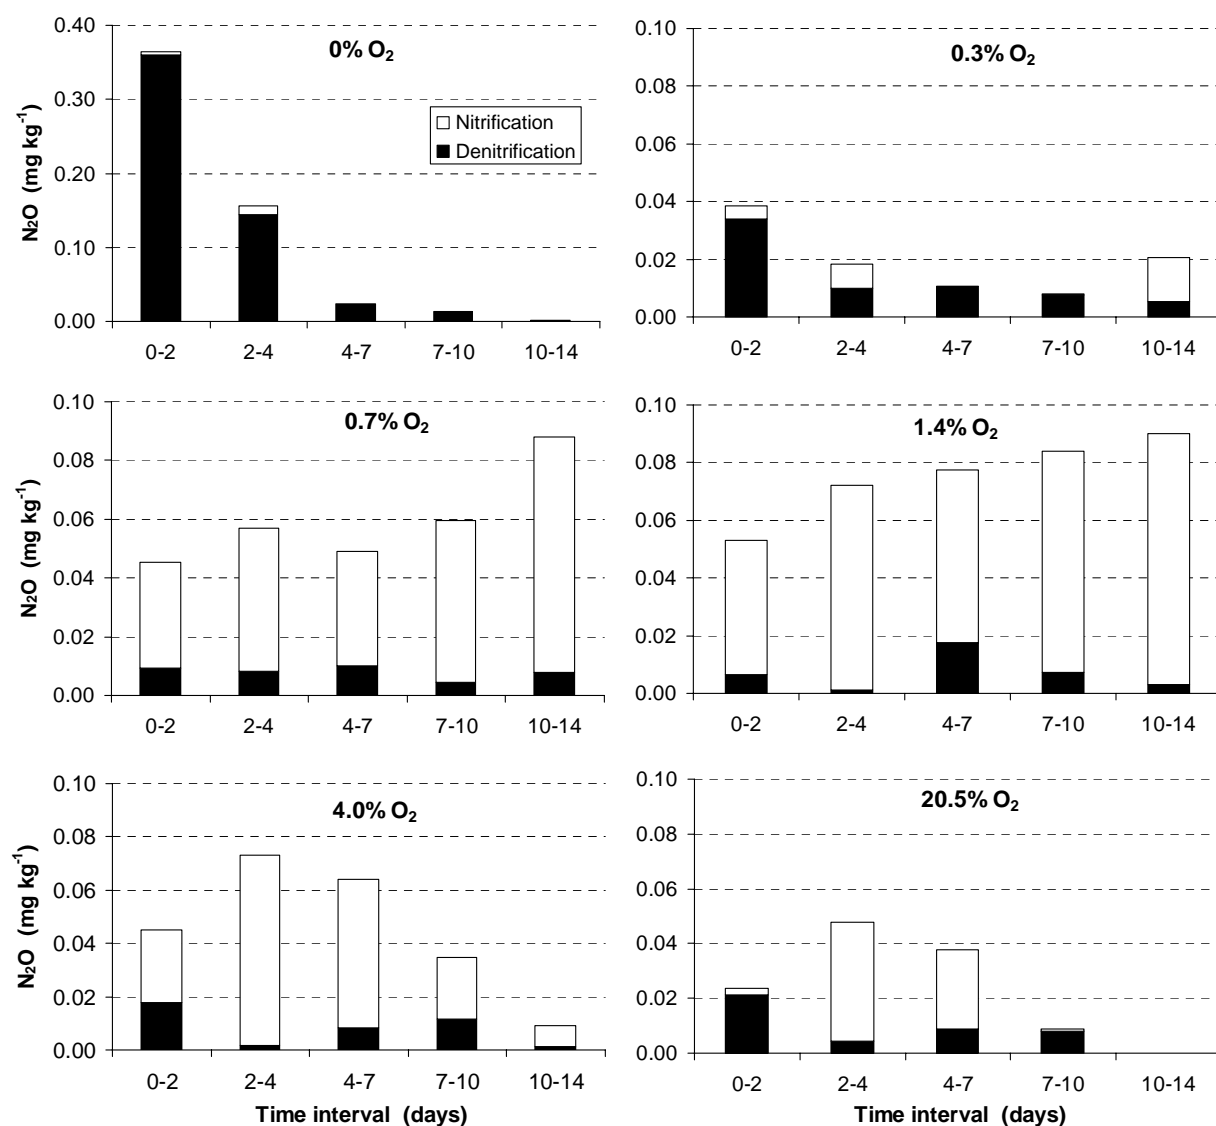 0% O₂
N₂O (mg kg⁻¹)
0.40
0.30
0.20
0.10
0.00
Nitrification
Denitrification
0-2 2-4 4-7 7-10 10-14
0.3% O₂
0.10
0.08
0.06
0.04
0.02
0.00
0-2 2-4 4-7 7-10 10-14
0.7% O₂
N₂O (mg kg⁻¹)
0.10
0.08
0.06
0.04
0.02
0.00
0-2 2-4 4-7 7-10 10-14
1.4% O₂
0.10
0.08
0.06
0.04
0.02
0.00
0-2 2-4 4-7 7-10 10-14
4.0% O₂
N₂O (mg kg⁻¹)
0.10
0.08
0.06
0.04
0.02
0.00
0-2 2-4 4-7 7-10 10-14
Time interval (days)
20.5% O₂
0.10
0.08
0.06
0.04
0.02
0.00
0-2 2-4 4-7 7-10 10-14
Time interval (days)